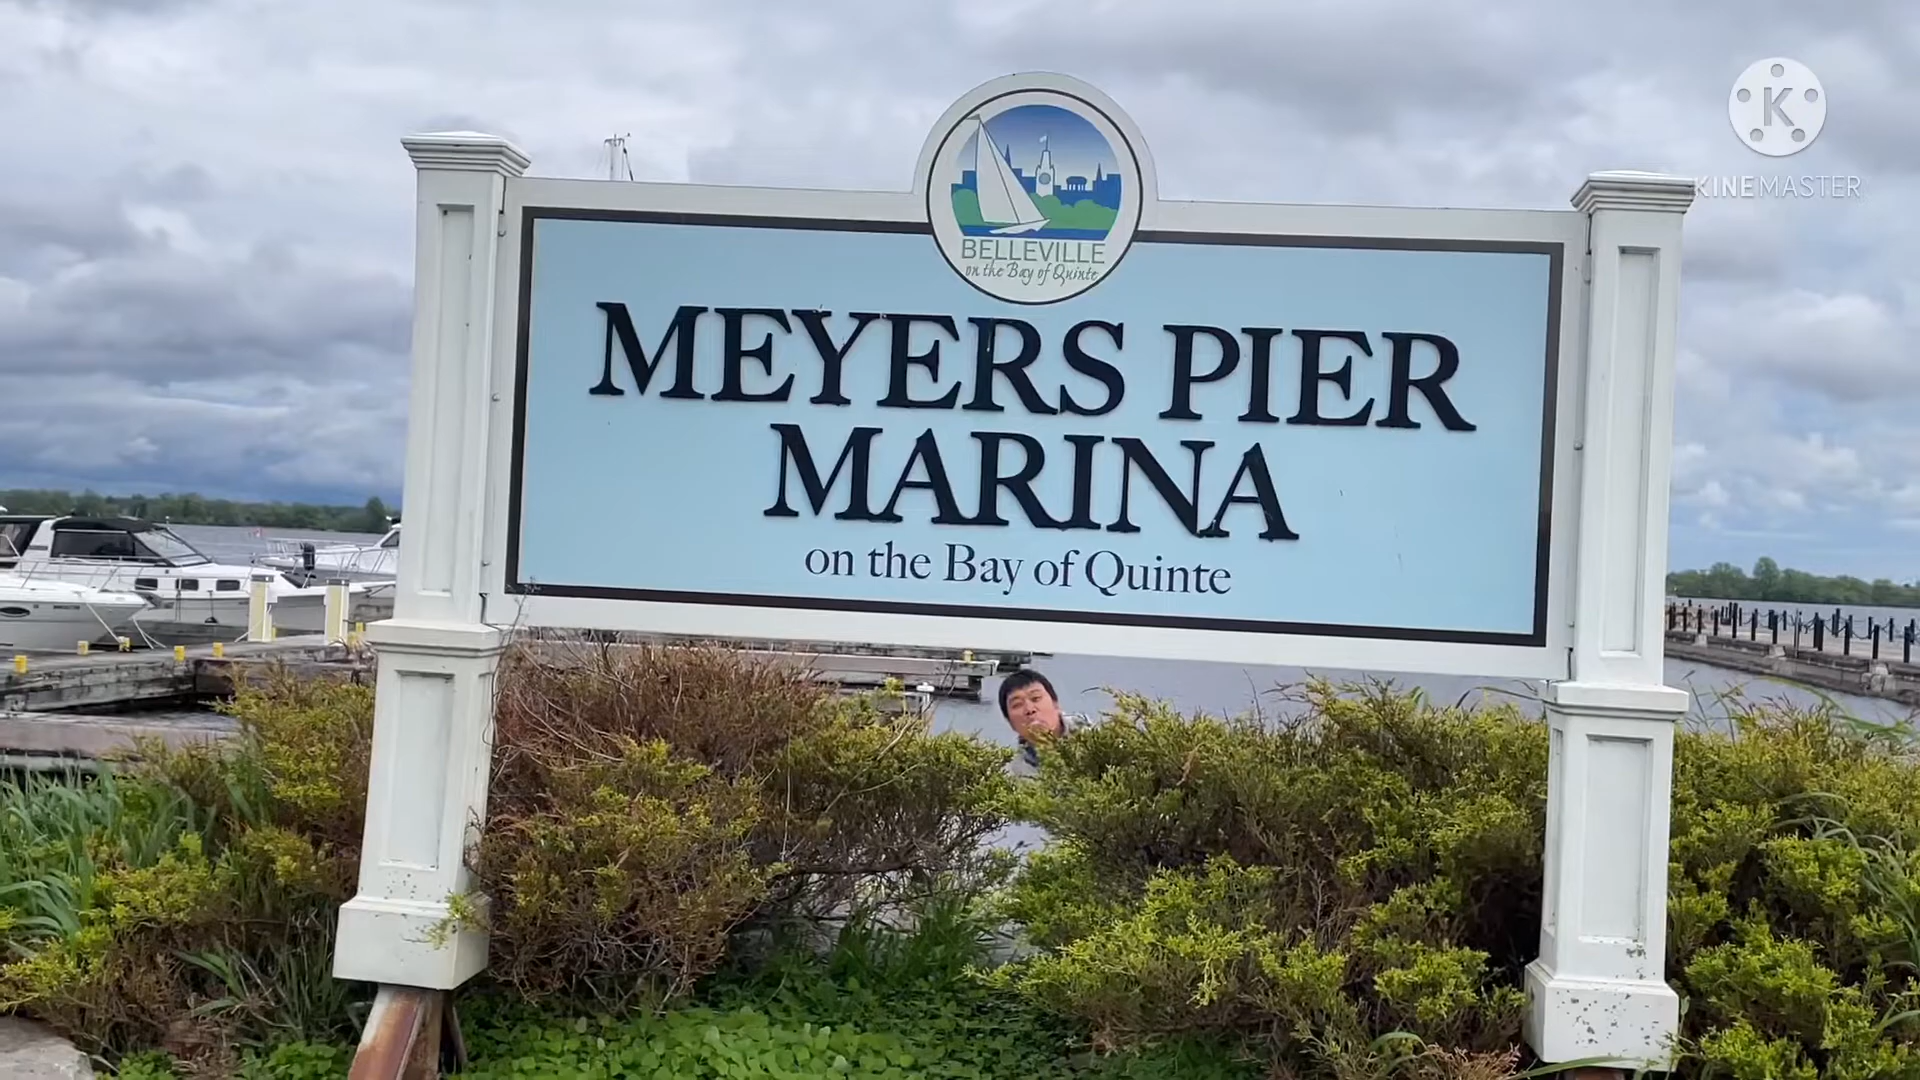 BELLEVILLE
on the Bay of Quinte
MEYERS PIER
MARINA
on the Bay of Quinte
K
KINEMASTER